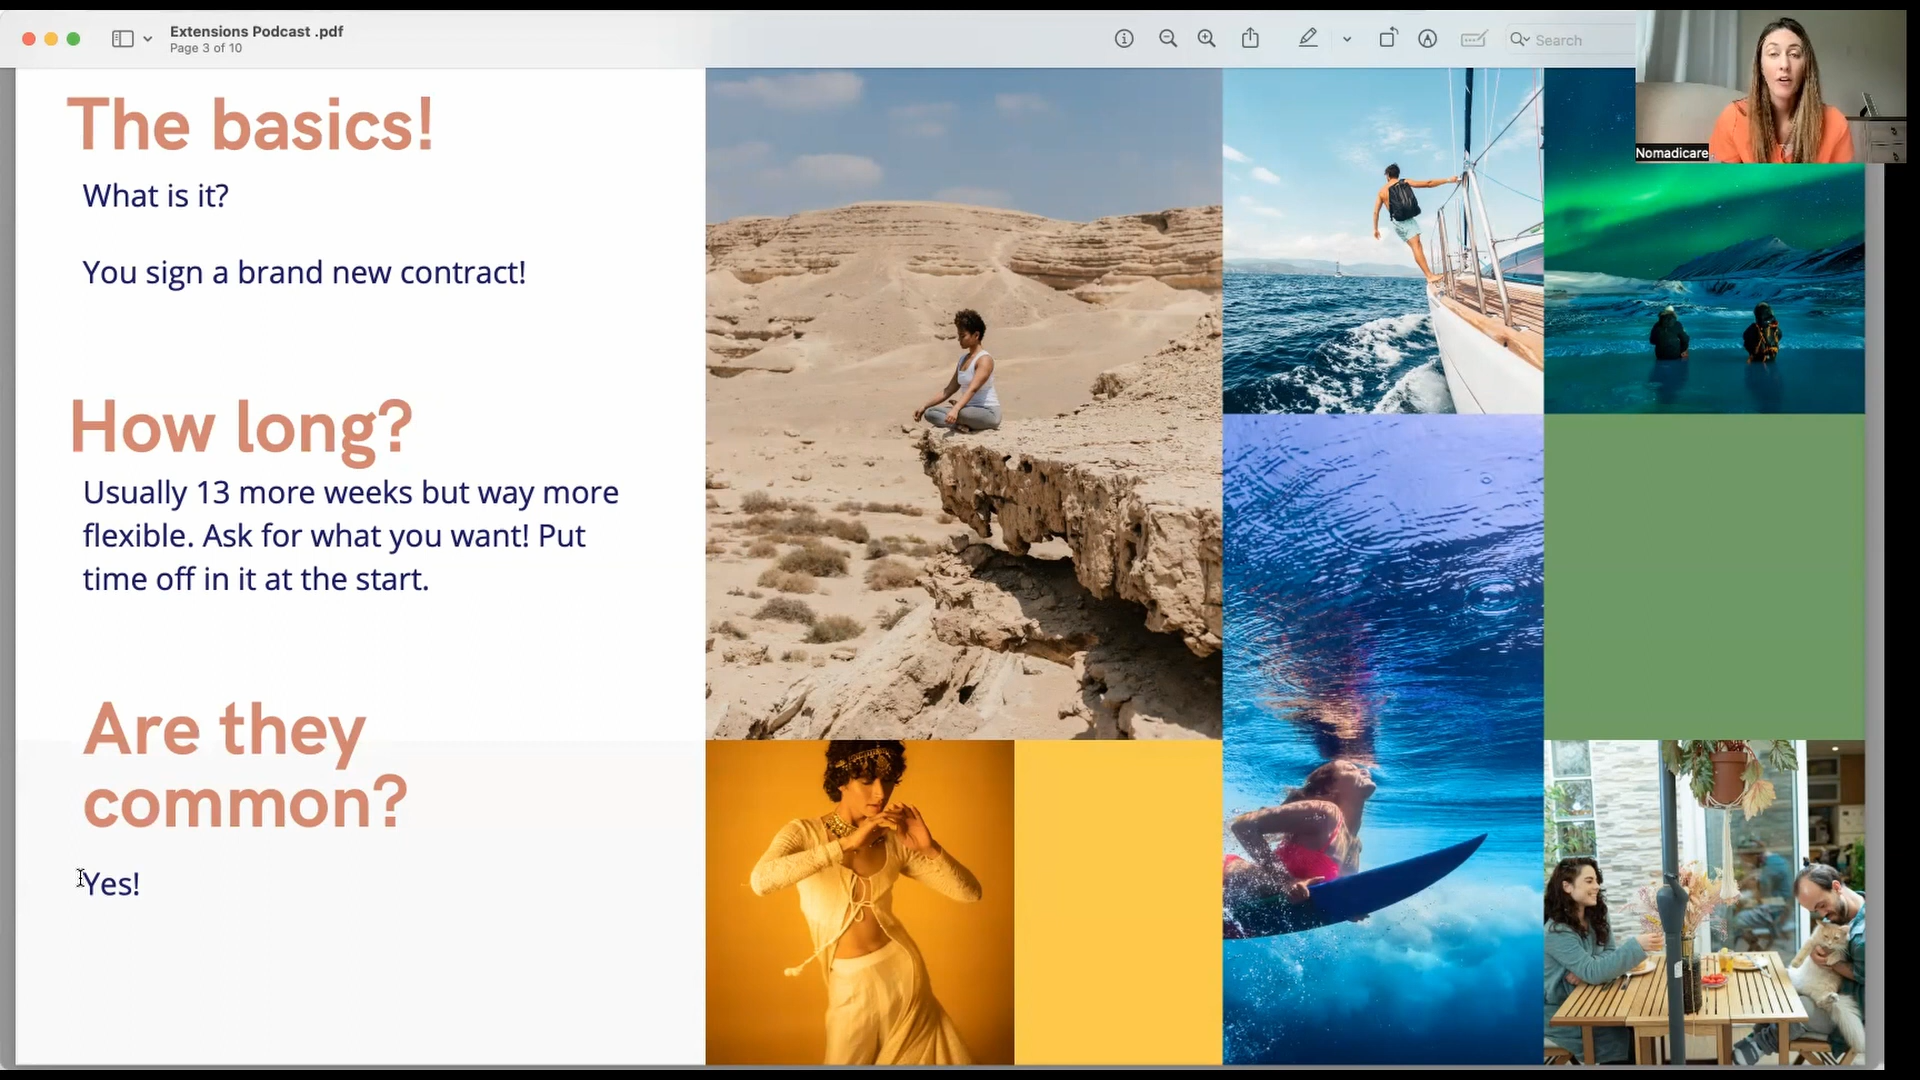 Extensions Podcast .pdf
Page 3 of 10
Search
Nomadicare
The basics!
What is it?
You sign a brand new contract!
How long?
Usually 13 more weeks but way more
flexible. Ask for what you want! Put
time off in it at the start.
Are they
common?
Yes!